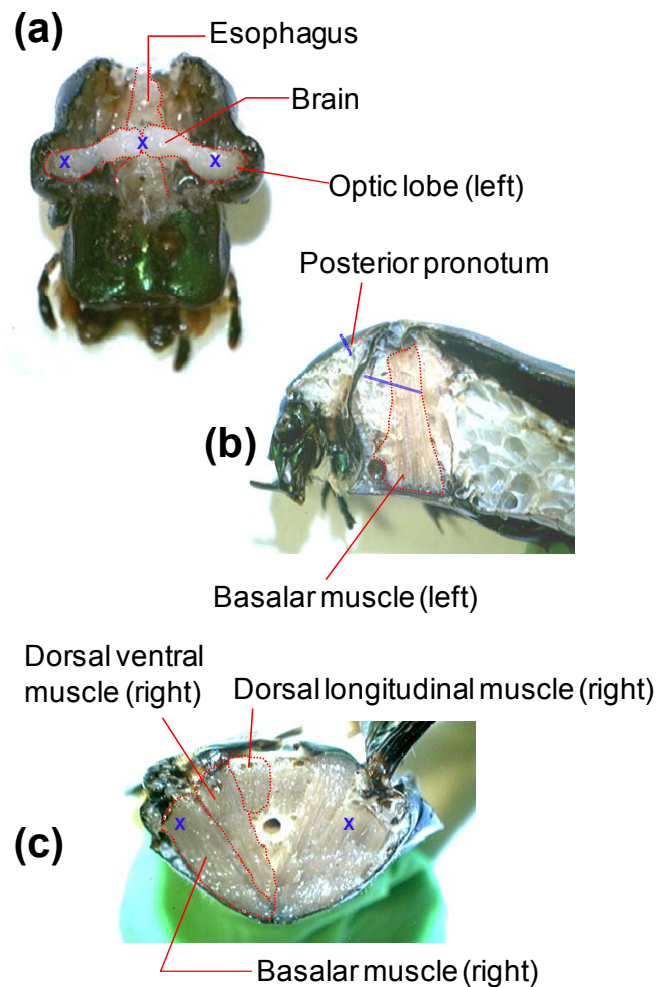 (a)
Esophagus
Brain
Optic lobe (left)
Posterior pronotum
(b)
Basalar muscle (left)
Dorsal ventral
muscle (right)
Dorsal longitudinal muscle (right)
(c)
Basalar muscle (right)